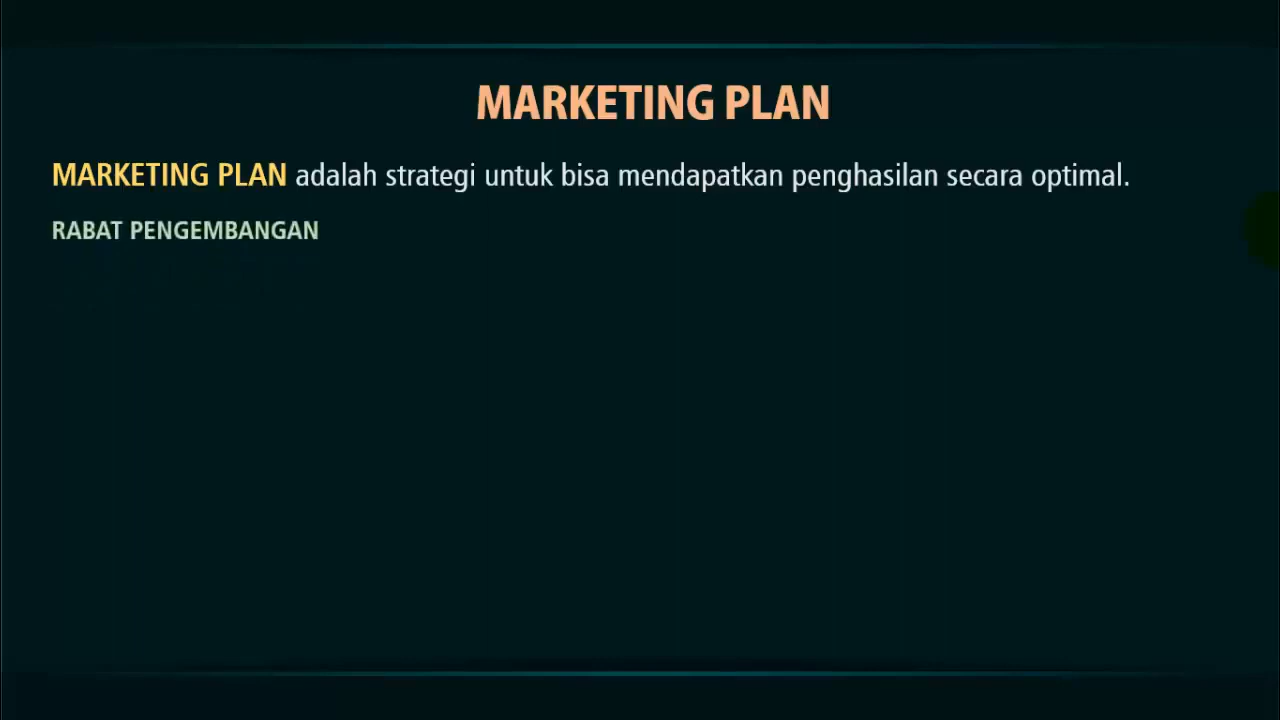 MARKETING PLAN
MARKETING PLAN adalah strategi untuk bisa mendapatkan penghasilan secara optimal.
RABAT PENGEMBANGAN